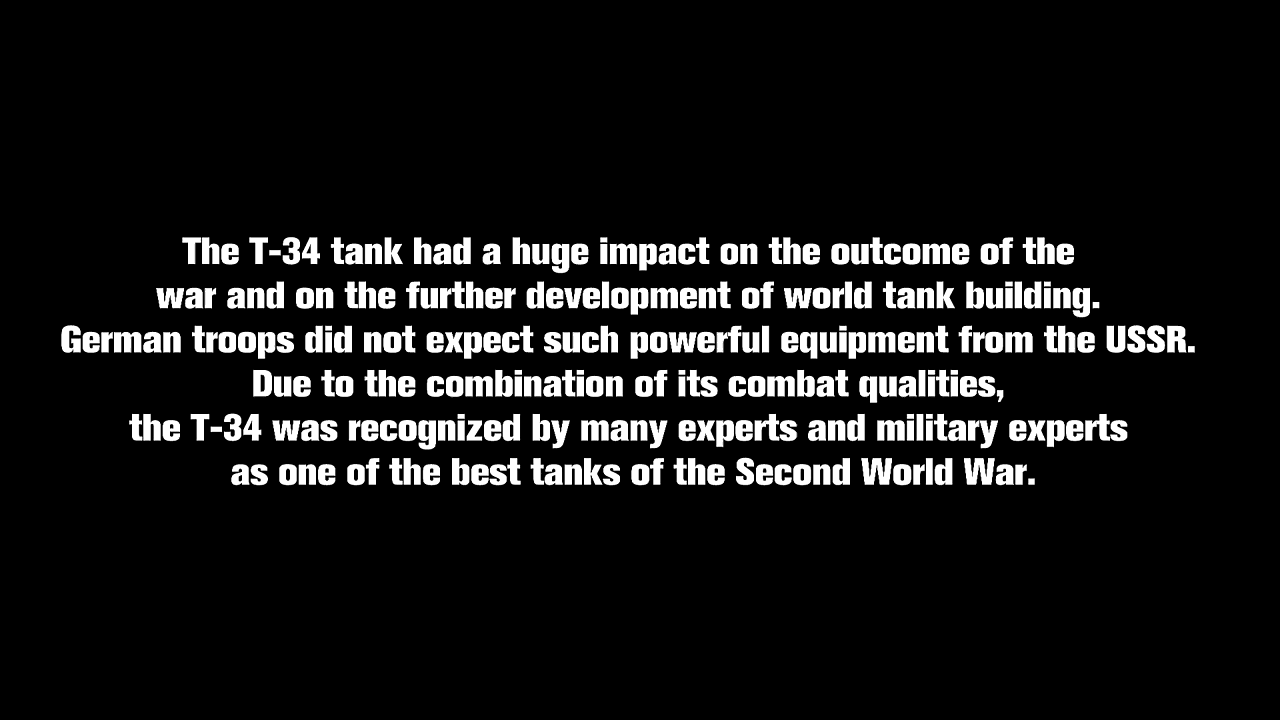 The T-34 tank had a huge impact on the outcome of the
war and on the further development of world tank building.
German troops did not expect such powerful equipment from the USSR.
Due to the combination of its combat qualities,
the T-34 was recognized by many experts and military experts
as one of the best tanks of the Second World War.